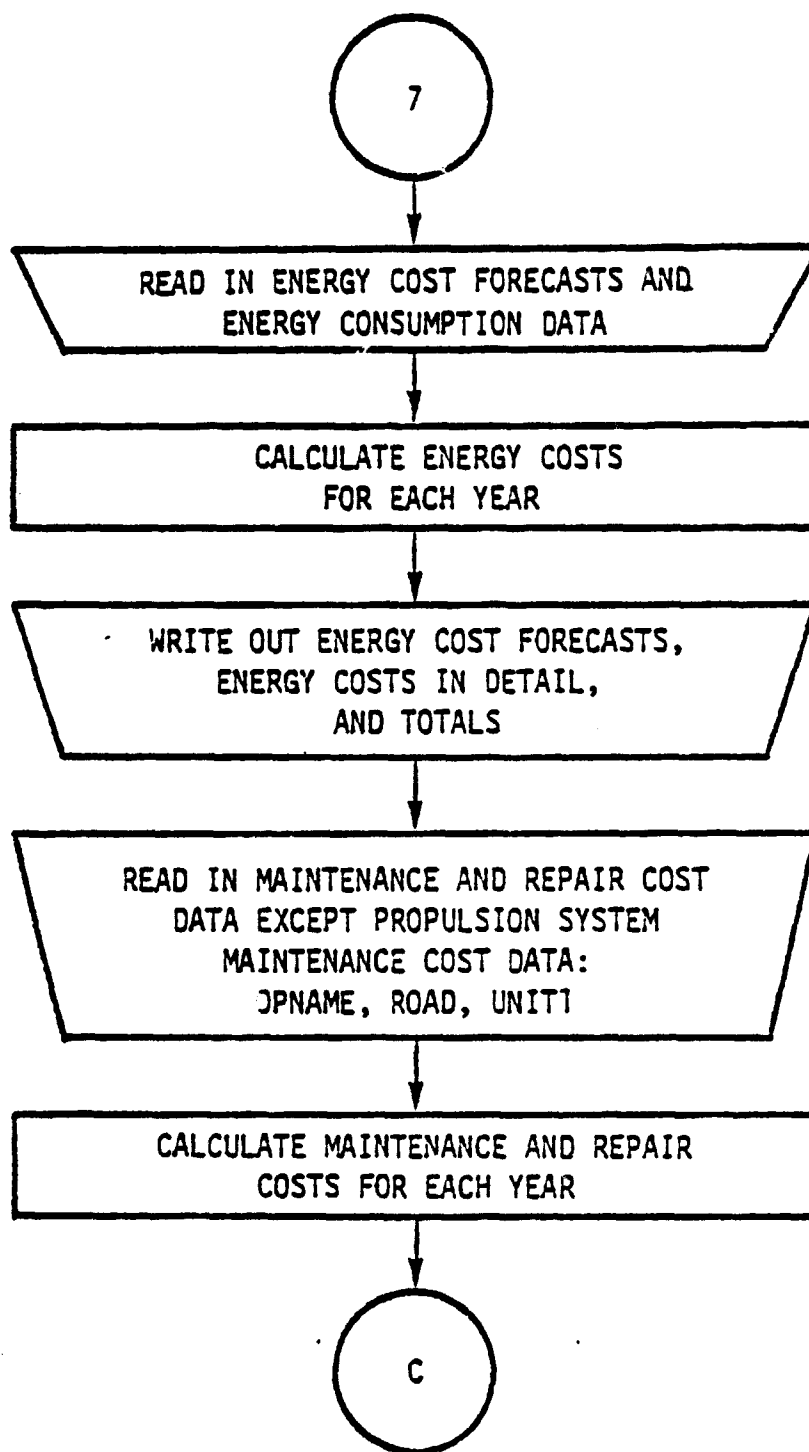 7
READ IN ENERGY COST FORECASTS AND
ENERGY CONSUMPTION DATA
CALCULATE ENERGY COSTS
FOR EACH YEAR
WRITE OUT ENERGY COST FORECASTS,
ENERGY COSTS IN DETAIL,
AND TOTALS
READ IN MAINTENANCE AND REPAIR COST
DATA EXCEPT PROPULSION SYSTEM
MAINTENANCE COST DATA:
OPNAME, ROAD, UNIT1
CALCULATE MAINTENANCE AND REPAIR
COSTS FOR EACH YEAR
C